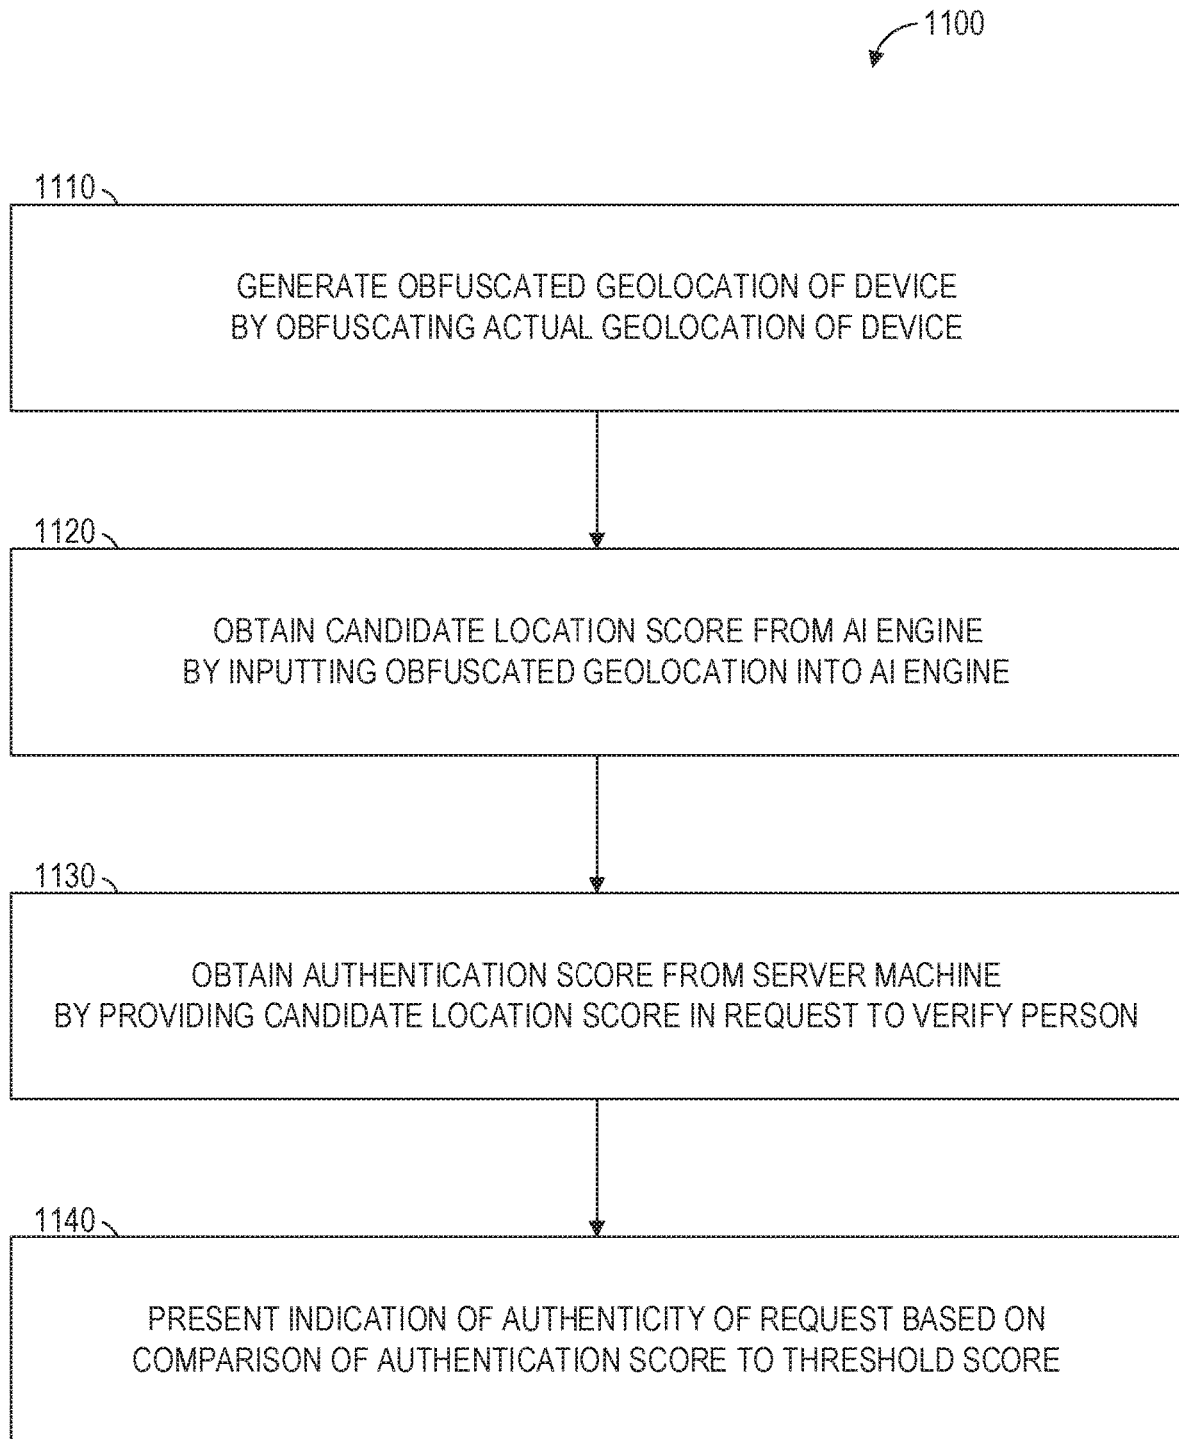 1100
1110
GENERATE OBFUSCATED GEOLOCATION OF DEVICE
BY OBFUSCATING ACTUAL GEOLOCATION OF DEVICE
1120
OBTAIN CANDIDATE LOCATION SCORE FROM AI ENGINE
BY INPUTTING OBFUSCATED GEOLOCATION INTO AI ENGINE
1130
OBTAIN AUTHENTICATION SCORE FROM SERVER MACHINE
BY PROVIDING CANDIDATE LOCATION SCORE IN REQUEST TO VERIFY PERSON
1140
PRESENT INDICATION OF AUTHENTICITY OF REQUEST BASED ON
COMPARISON OF AUTHENTICATION SCORE TO THRESHOLD SCORE